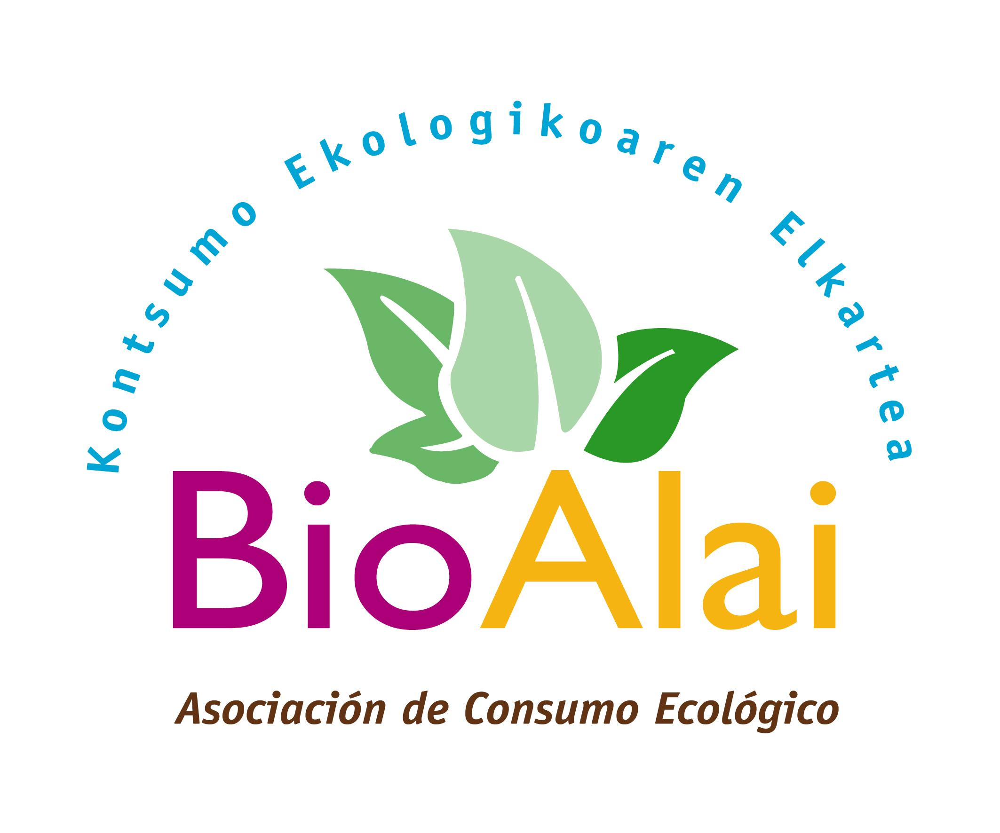 Kontsumo Ekologikoaren Elkartea
BioAlai
Asociación de Consumo Ecológico